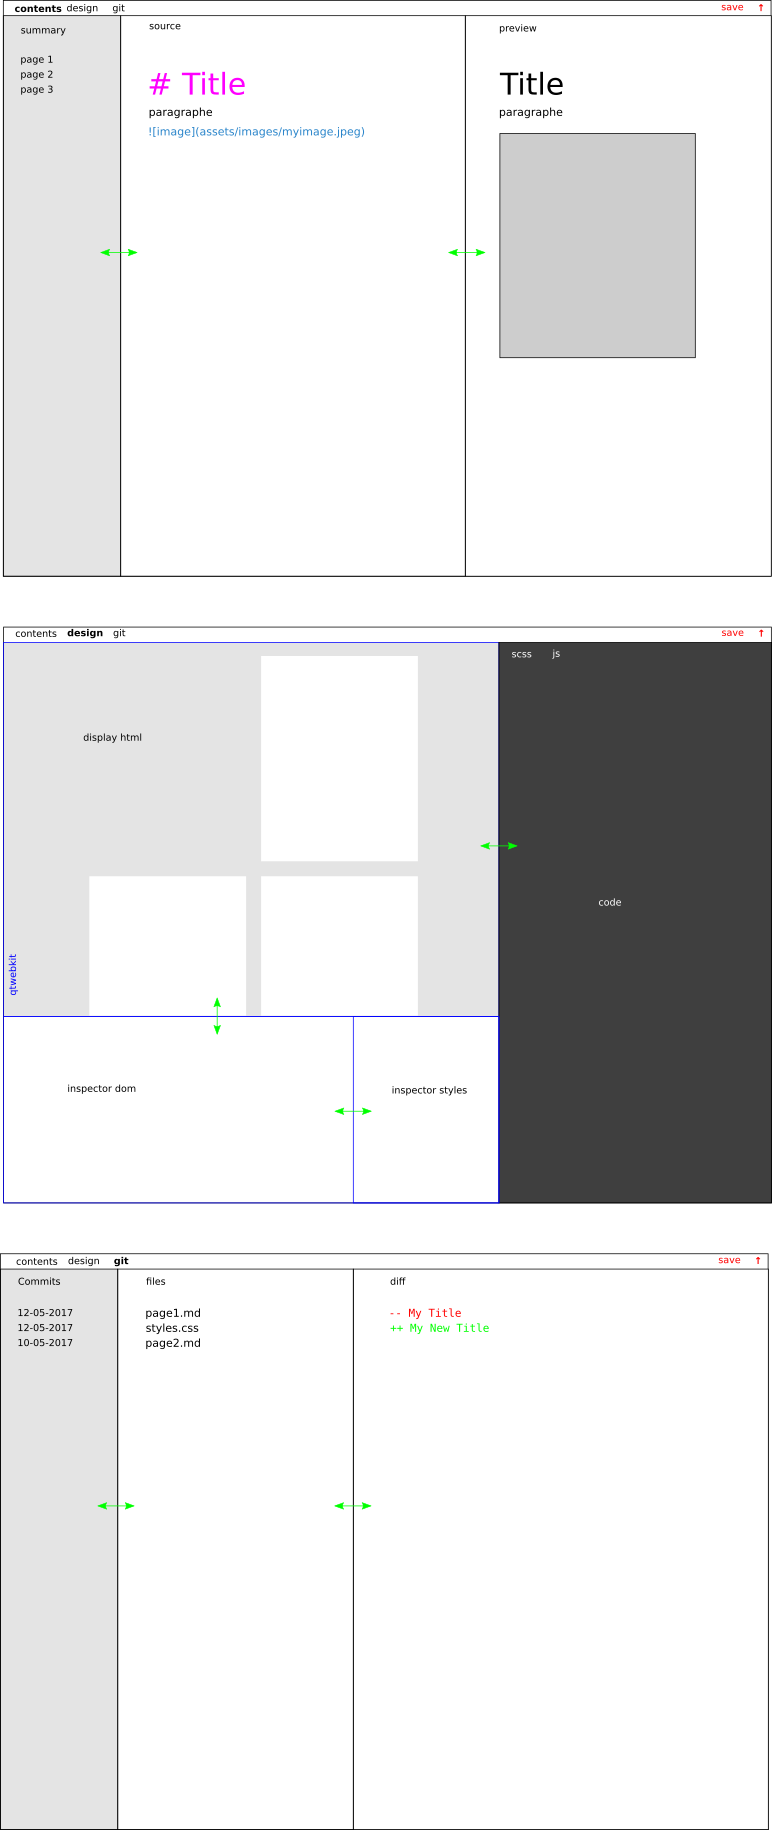 contents design git save ↑
summary
page 1
page 2
page 3
source
# Title
paragraphe
![image](assets/images/myimage.jpeg)
preview
Title
paragraphe
contents design git save ↑
display html
qtwebkit
inspector dom
inspector styles
scss js
code
contents design git save ↑
Commits
12-05-2017
12-05-2017
10-05-2017
files
page1.md
styles.css
page2.md
diff
-- My Title
++ My New Title